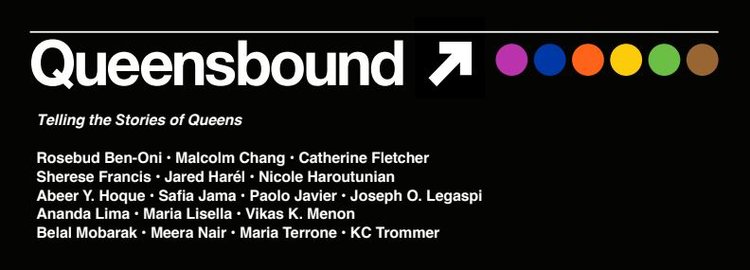 Queensbound
Telling the Stories of Queens
Rosebud Ben-Oni · Malcolm Chang · Catherine Fletcher
Sherese Francis · Jared Harél · Nicole Haroutunian
Abeer Y. Hoque · Safia Jama · Paolo Javier · Joseph O. Legaspi
Ananda Lima · Maria Lisella · Vikas K. Menon
Belal Mobarak · Meera Nair · Maria Terrone · KC Trommer